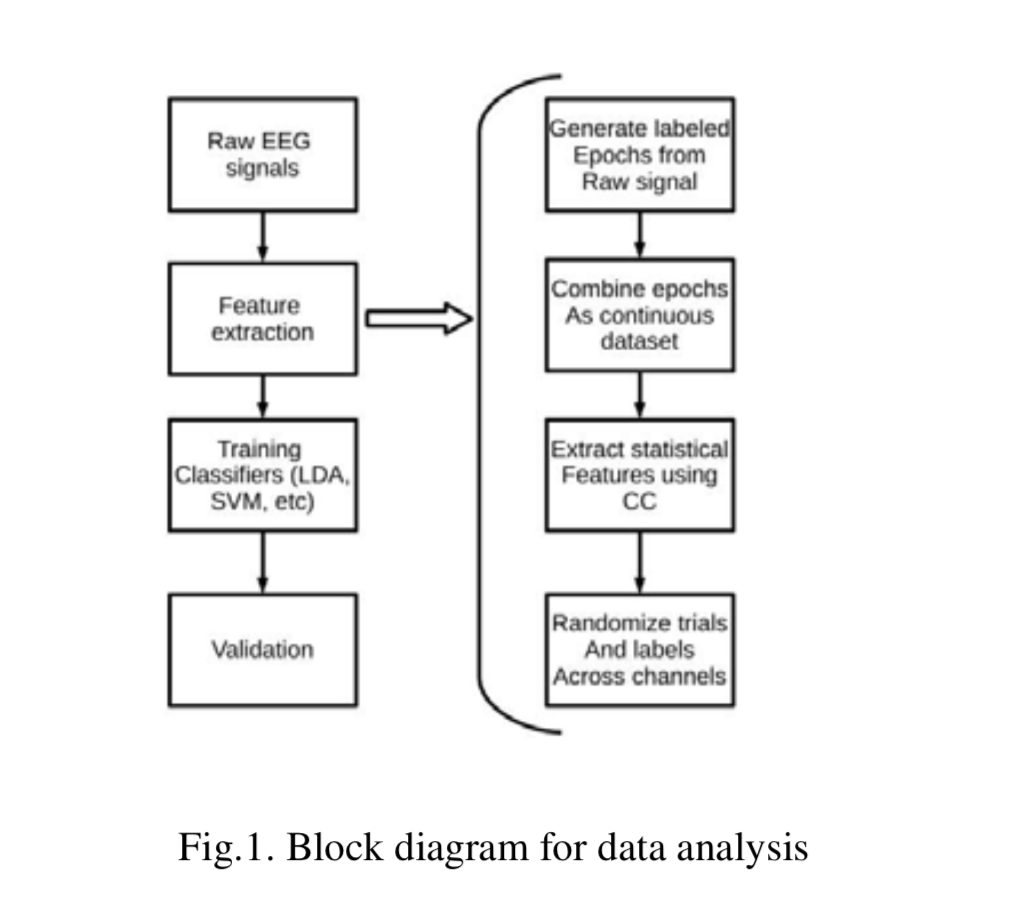 Raw EEG
signals
Feature
extraction
Training
Classifiers (LDA,
SVM, etc)
Validation
Generate labeled
Epochs from
Raw signal
Combine epochs
As continuous
dataset
Extract statistical
Features using
CC
Randomize trials
And labels
Across channels
Fig.1. Block diagram for data analysis